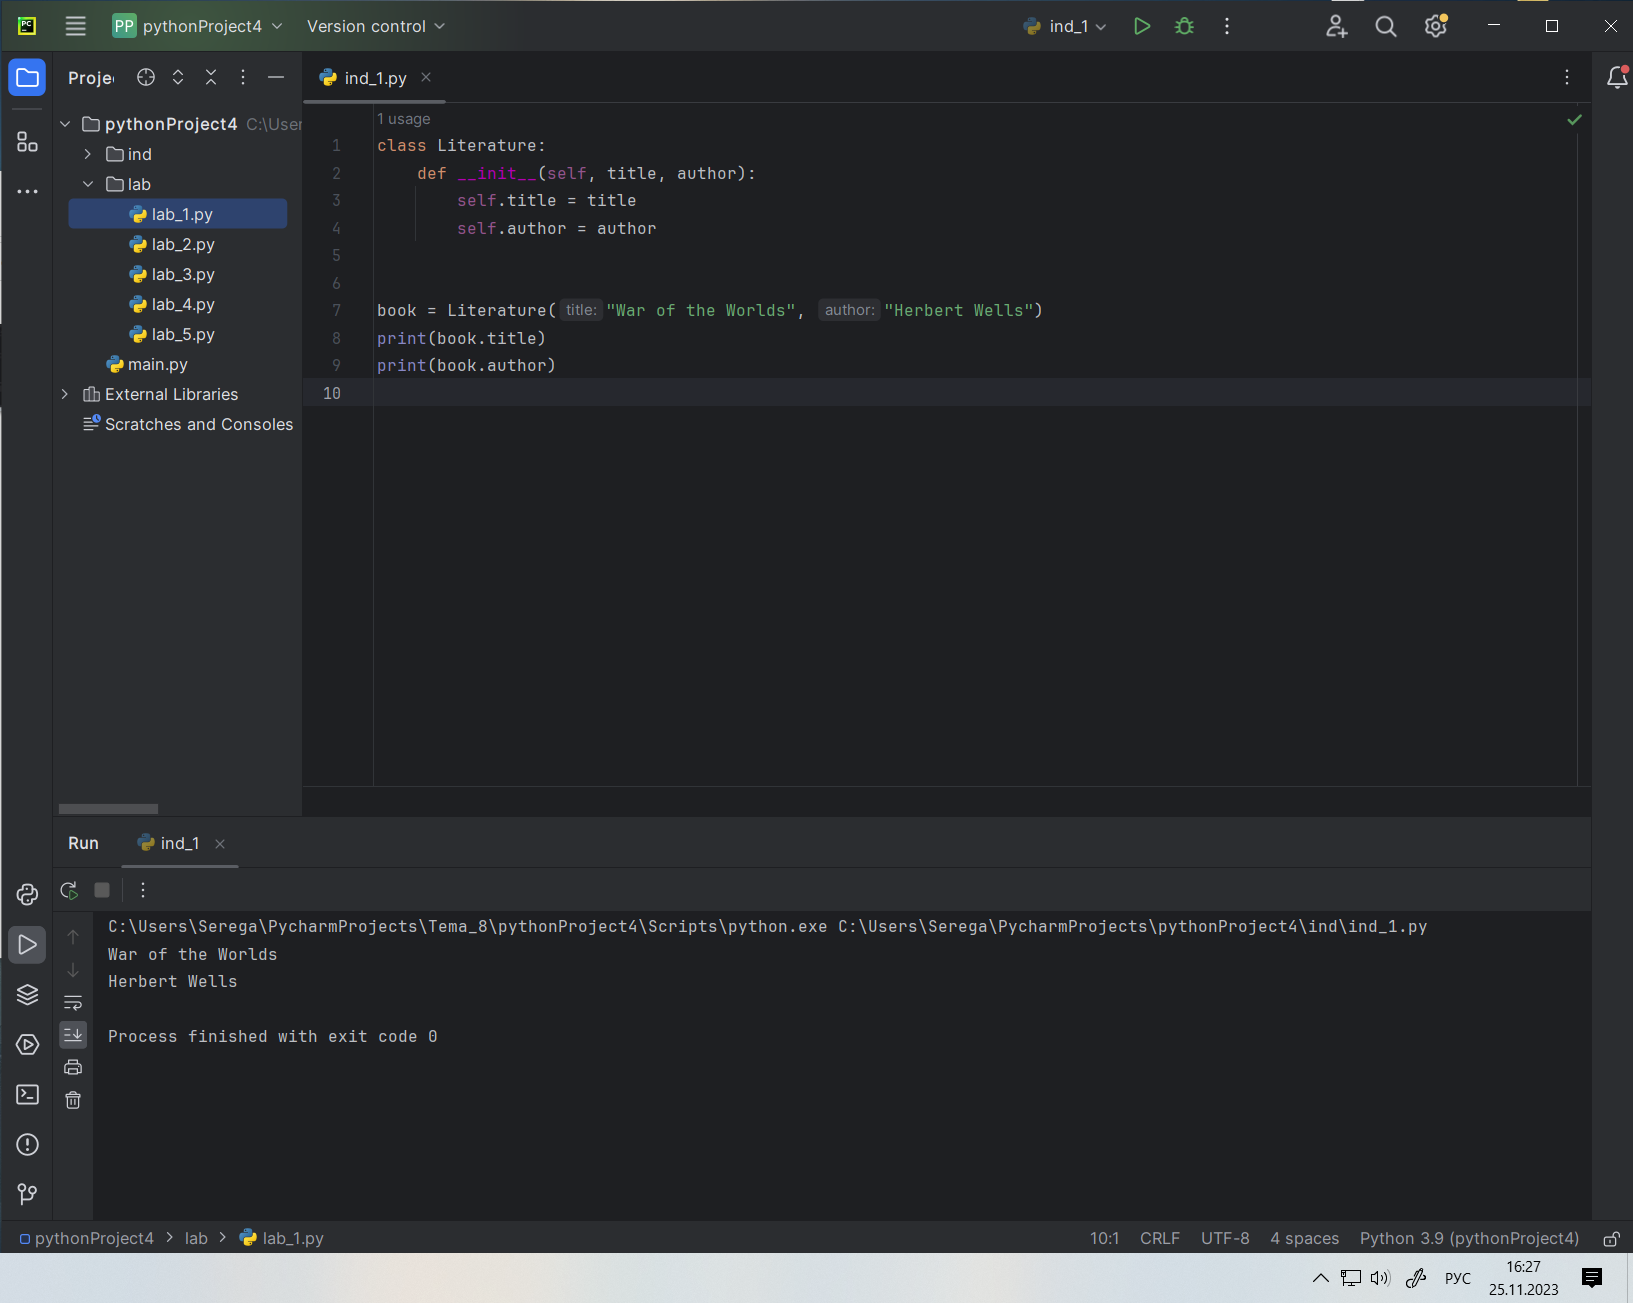 PC
PP pythonProject4 Version control ind_1
Proje ind_1.py
pythonProject4 C:\User
ind
lab
lab_1.py
lab_2.py
lab_3.py
lab_4.py
lab_5.py
main.py
External Libraries
Scratches and Consoles
1 usage
1 class Literature:
2 def __init__(self, title, author):
3 self.title = title
4 self.author = author
5
6
7 book = Literature( title: "War of the Worlds", author: "Herbert Wells")
8 print(book.title)
9 print(book.author)
10
Run ind_1
C:\Users\Serega\PycharmProjects\Tema_8\pythonProject4\Scripts\python.exe C:\Users\Serega\PycharmProjects\pythonProject4\ind\ind_1.py
War of the Worlds
Herbert Wells
Process finished with exit code 0
pythonProject4 > lab > lab_1.py 10:1 CRLF UTF-8 4 spaces Python 3.9 (pythonProject4)
РУС 16:27
25.11.2023